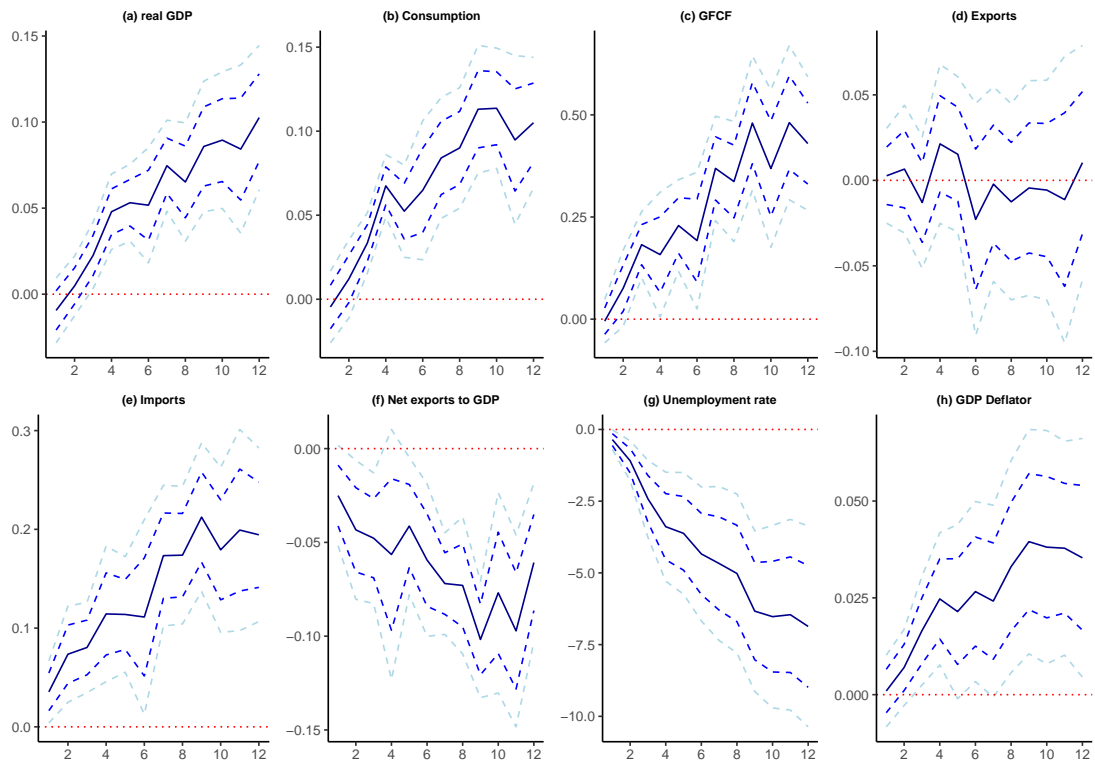 (a) real GDP
0.15
0.10
0.05
0.00
2 4 6 8 10 12
(b) Consumption
0.15
0.10
0.05
0.00
2 4 6 8 10 12
(c) GFCF
0.50
0.25
0.00
2 4 6 8 10 12
(d) Exports
0.05
0.00
−0.05
−0.10
2 4 6 8 10 12
(e) Imports
0.3
0.2
0.1
0.0
2 4 6 8 10 12
(f) Net exports to GDP
0.00
−0.05
−0.10
−0.15
2 4 6 8 10 12
(g) Unemployment rate
0.0
−2.5
−5.0
−7.5
−10.0
2 4 6 8 10 12
(h) GDP Deflator
0.050
0.025
0.000
2 4 6 8 10 12